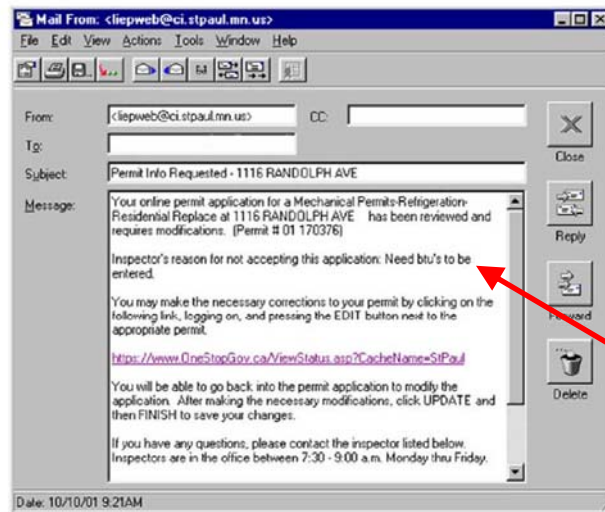 Mail From: <liepweb@ci.stpaul.mn.us>
File Edit View Actions Tools Window Help
From: <liepweb@ci.stpaul.mn.us> CC:
To:
Close
Subject: Permit Info Requested - 1116 RANDOLPH AVE
Message: Your online permit application for a Mechanical Permits-Refrigeration-
Residential Replace at 1116 RANDOLPH AVE has been reviewed and
requires modifications. (Permit # 01 170376)
Reply
Inspector's reason for not accepting this application: Need btu's to be
entered.
You may make the necessary corrections to your permit by clicking on the
following link, logging on, and pressing the EDIT button next to the
appropriate permit.
Forward
https://www.OneStopGov.ca/ViewStatus.asp?CacheName=StPaul
You will be able to go back into the permit application to modify the
application. After making the necessary modifications, click UPDATE and
then FINISH to save your changes.
Delete
If you have any questions, please contact the inspector listed below.
Inspectors are in the office between 7:30 - 9:00 a.m. Monday thru Friday.
Date: 10/10/01 9:21AM